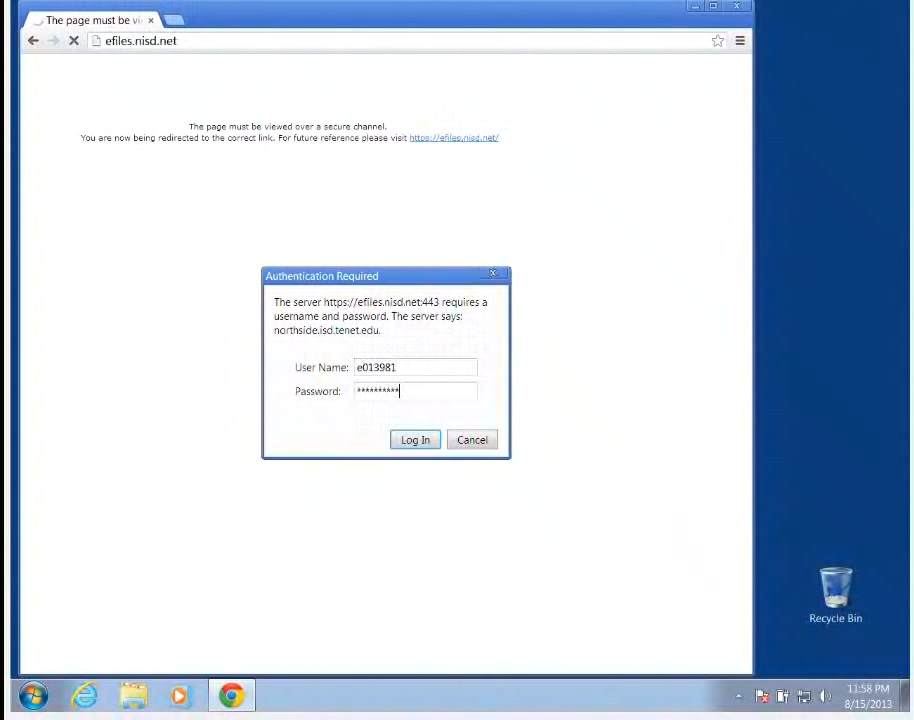 The page must be vi
efiles.nisd.net
The page must be viewed over a secure channel.
You are now being redirected to the correct link. For future reference please visit https://efiles.nisd.net/
Authentication Required
The server https://efiles.nisd.net:443 requires a
username and password. The server says:
northside.isd.tenet.edu.
User Name: e013981
Password: **********
Log In Cancel
Recycle Bin
11:58 PM
8/15/2013